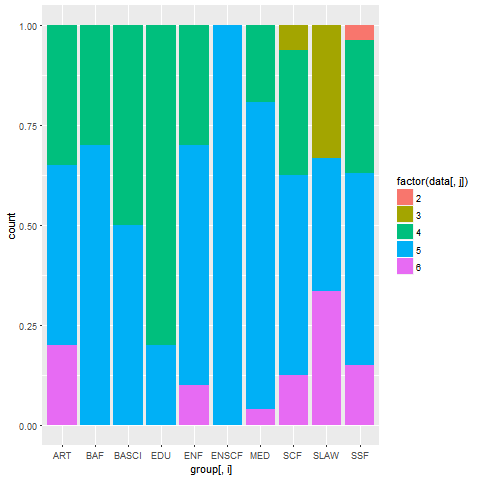 1.00
0.75
0.50
0.25
0.00
count
ART BAF BASCI EDU ENF ENSCF MED SCF SLAW SSF
group[, i]
factor(data[, j])
2
3
4
5
6